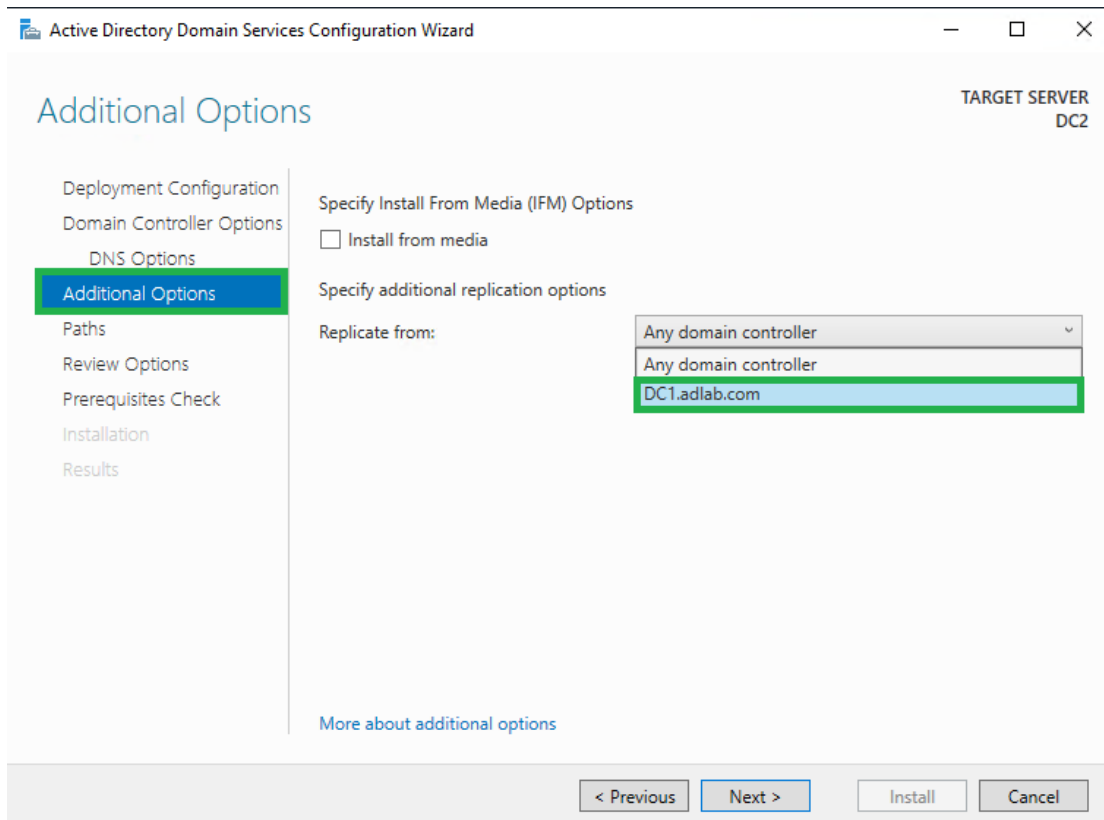 Active Directory Domain Services Configuration Wizard
Additional Options
TARGET SERVER
DC2
Deployment Configuration
Domain Controller Options
DNS Options
Additional Options
Paths
Review Options
Prerequisites Check
Installation
Results
Specify Install From Media (IFM) Options
Install from media
Specify additional replication options
Replicate from:
Any domain controller
Any domain controller
DC1.adlab.com
More about additional options
< Previous
Next >
Install
Cancel